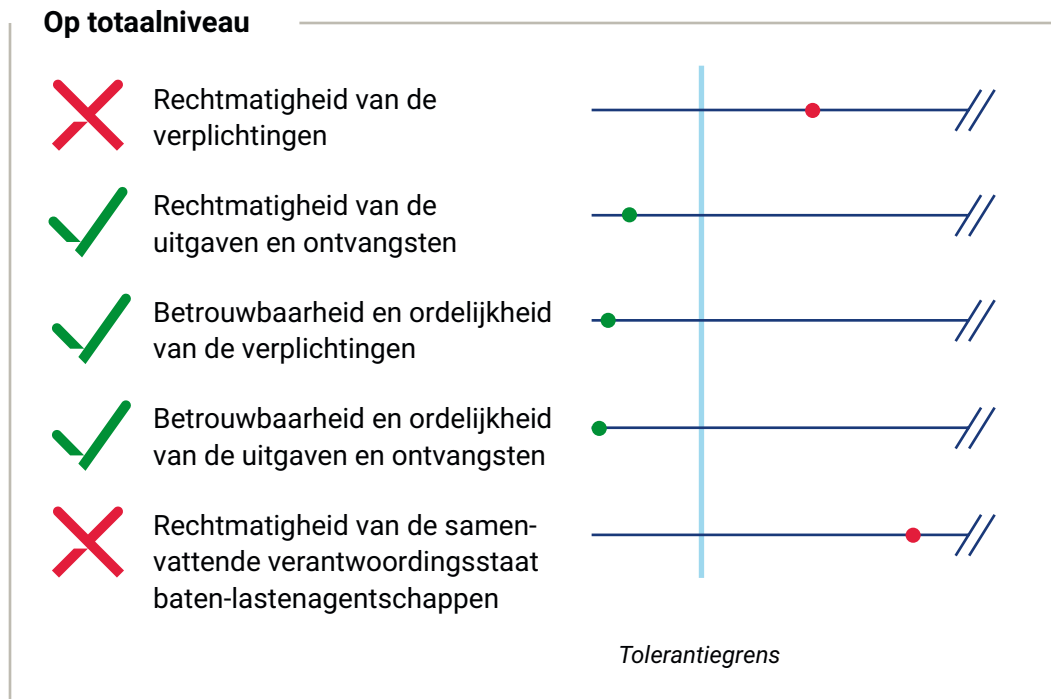 Op totaalniveau
Rechtmatigheid van de
verplichtingen
Rechtmatigheid van de
uitgaven en ontvangsten
Betrouwbaarheid en ordelijkheid
van de verplichtingen
Betrouwbaarheid en ordelijkheid
van de uitgaven en ontvangsten
Rechtmatigheid van de samen-
vattende verantwoordingsstaat
baten-lastenagentschappen
Tolerantiegrens